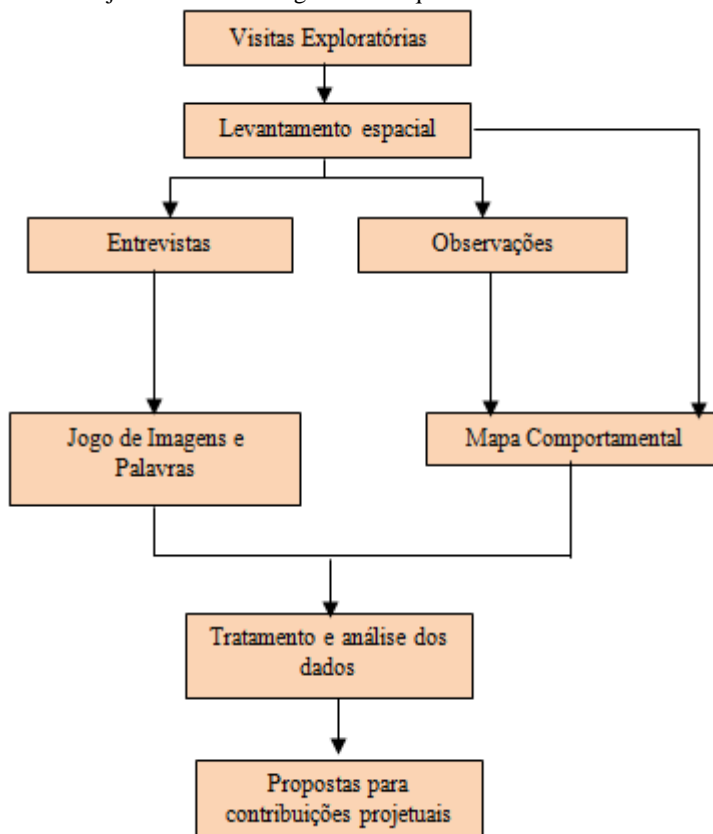 Visitas Exploratórias
Levantamento espacial
Entrevistas
Observações
Jogo de Imagens e
Palavras
Mapa Comportamental
Tratamento e análise dos
dados
Propostas para
contribuições projetuais